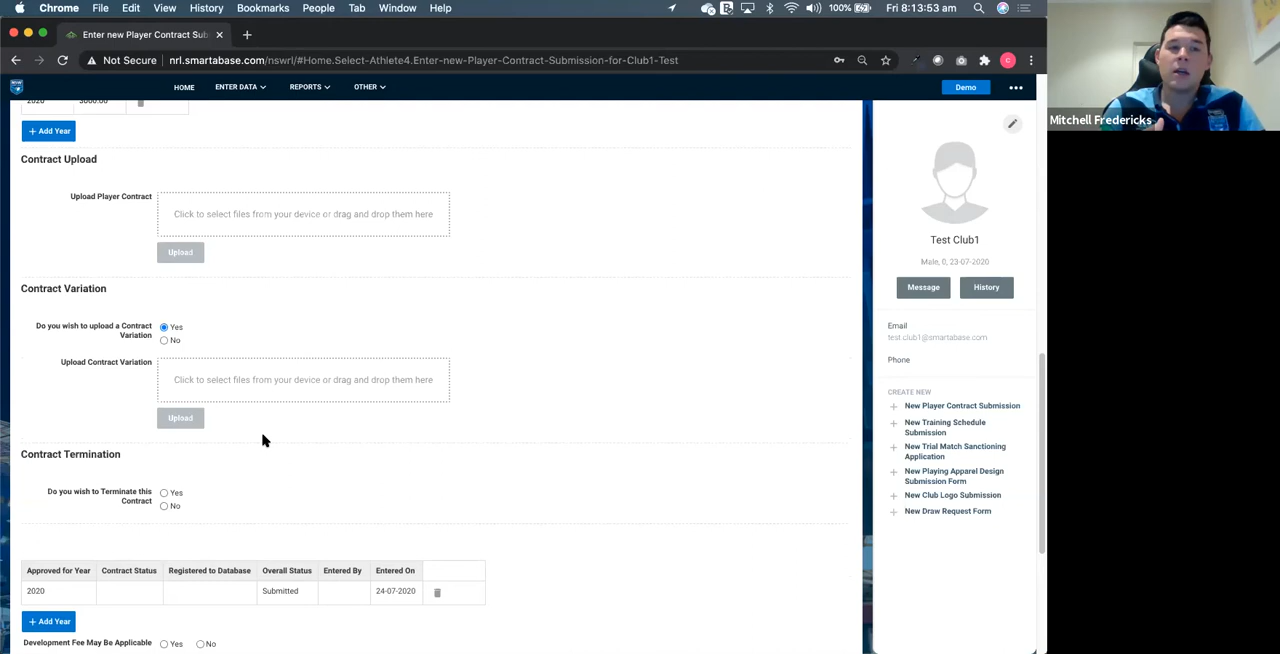 Chrome File Edit View History Bookmarks People Tab Window Help 100% Fri 8:13:53 am
Enter new Player Contract Sub
Not Secure nrl.smartabase.com/nswrl/#Home.Select-Athlete4.Enter-new-Player-Contract-Submission-for-Club1-Test
HOME ENTER DATA REPORTS OTHER Demo
2020 3000.00
+ Add Year
Contract Upload
Upload Player Contract
Click to select files from your device or drag and drop them here
Upload
Contract Variation
Do you wish to upload a Contract
Variation
Yes
No
Upload Contract Variation
Click to select files from your device or drag and drop them here
Upload
Contract Termination
Do you wish to Terminate this
Contract
Yes
No
Approved for Year Contract Status Registered to Database Overall Status Entered By Entered On
2020 Submitted 24-07-2020
+ Add Year
Development Fee May Be Applicable Yes No
Test Club1
Male, 0, 23-07-2020
Message History
Email
test.club1@smartabase.com
Phone
CREATE NEW
+ New Player Contract Submission
+ New Training Schedule
Submission
+ New Trial Match Sanctioning
Application
+ New Playing Apparel Design
Submission Form
+ New Club Logo Submission
+ New Draw Request Form
Mitchell Fredericks